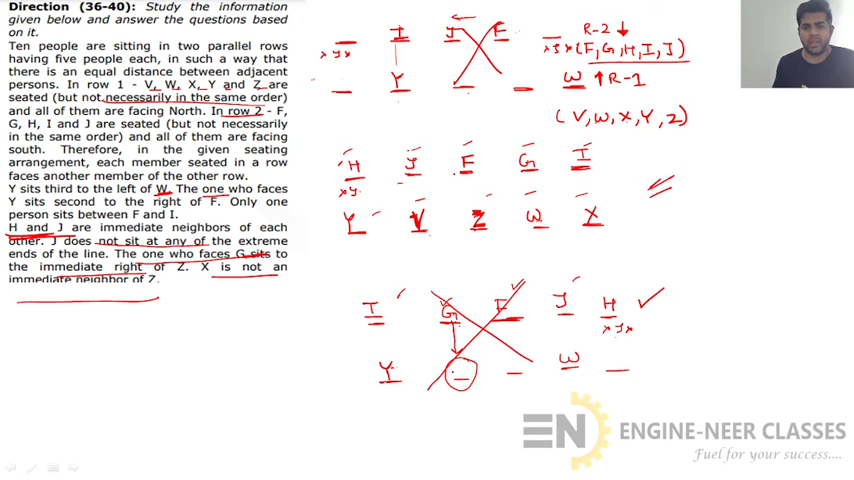 Direction (36-40): Study the information
given below and answer the questions based
on it.
Ten people are sitting in two parallel rows
having five people each, in such a way that
there is an equal distance between adjacent
persons. In row 1 - V, W, X, Y and Z are
seated (but not necessarily in the same order)
and all of them are facing North. In row 2 - F,
G, H, I and J are seated (but not necessarily
in the same order) and all of them are facing
south. Therefore, in the given seating
arrangement, each member seated in a row
faces another member of the other row.
Y sits third to the left of W. The one who faces
Y sits second to the right of F. Only one
person sits between F and I.
H and J are immediate neighbors of each
other. J does not sit at any of the extreme
ends of the line. The one who faces G sits to
the immediate right of Z. X is not an
immediate neighbor of Z.
I J F R-2
xJx xJx (F, G, H, I, J)
Y W R-1
(V, W, X, Y, Z)
H J F G I
xJx
Y V Z W X
I G F J H
xJx
Y W
EN ENGINE-NEER CLASSES
Fuel for your success....